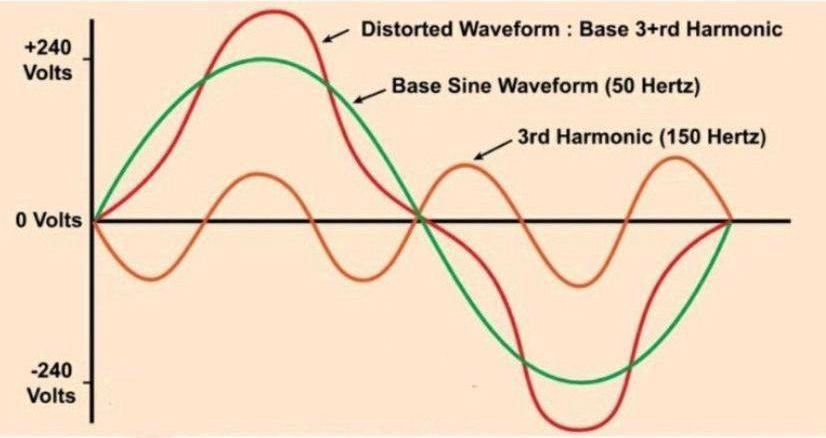 Distorted Waveform : Base 3+rd Harmonic
+240
Volts
Base Sine Waveform (50 Hertz)
3rd Harmonic (150 Hertz)
0 Volts
-240
Volts